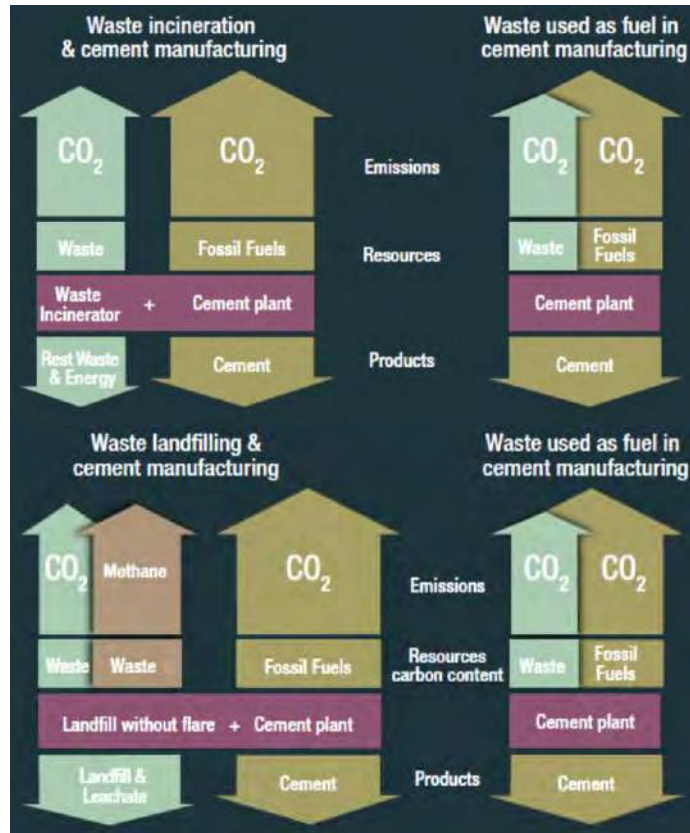 Waste incineration
& cement manufacturing
Waste used as fuel in
cement manufacturing
CO₂
CO₂
Emissions
CO₂
CO₂
Waste
Fossil Fuels
Resources
Waste
Fossil
Fuels
Waste
Incinerator
+
Cement plant
Cement plant
Rest Waste
& Energy
Cement
Products
Cement
Waste landfilling &
cement manufacturing
Waste used as fuel in
cement manufacturing
CO₂
Methane
CO₂
Emissions
CO₂
CO₂
Waste
Waste
Fossil Fuels
Resources
carbon content
Waste
Fossil
Fuels
Landfill without flare + Cement plant
Cement plant
Landfill &
Leachate
Cement
Products
Cement